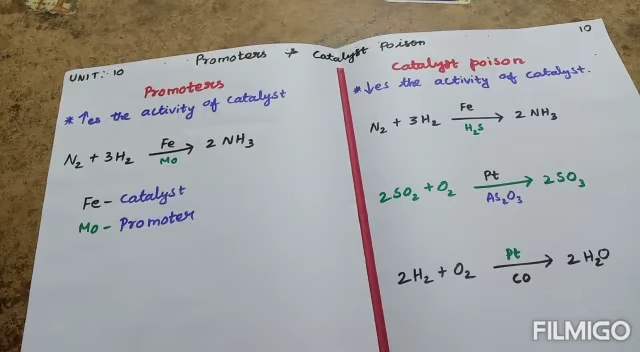 UNIT:- 10
Promoters & Catalyst Poison
10
Promoters
* ↑es the activity of catalyst
N₂ + 3H₂ —Fe/Mo→ 2 NH₃
Fe – Catalyst
Mo – Promoter
Catalyst poison
* ↓es the activity of catalyst.
N₂ + 3H₂ —Fe/H₂S→ 2 NH₃
2SO₂ + O₂ —Pt/As₂O₃→ 2SO₃
2H₂ + O₂ —Pt/CO→ 2H₂O
FILMIGO